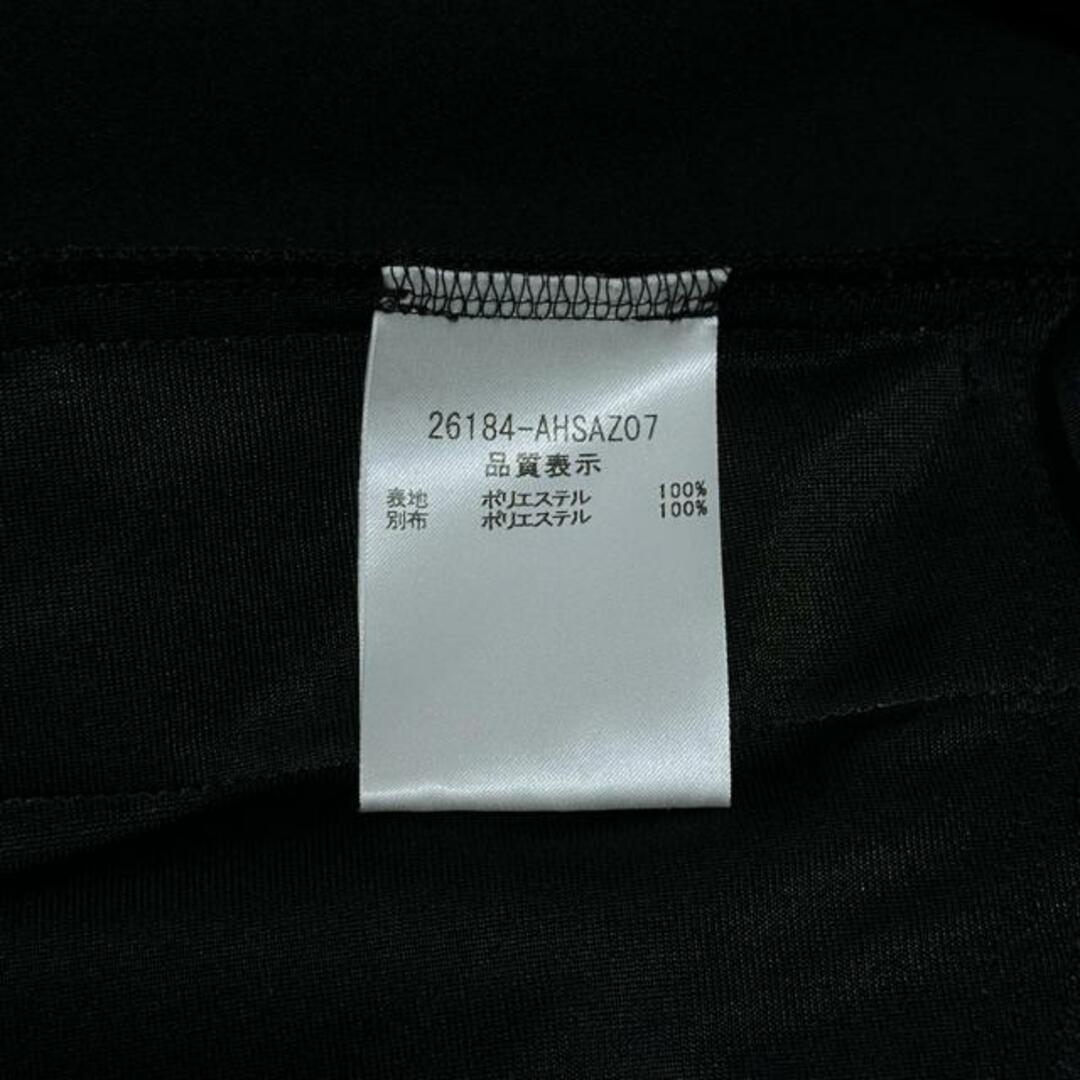 26184-AHSAZ07
品質表示
表地 ポリエステル 100%
別布 ポリエステル 100%